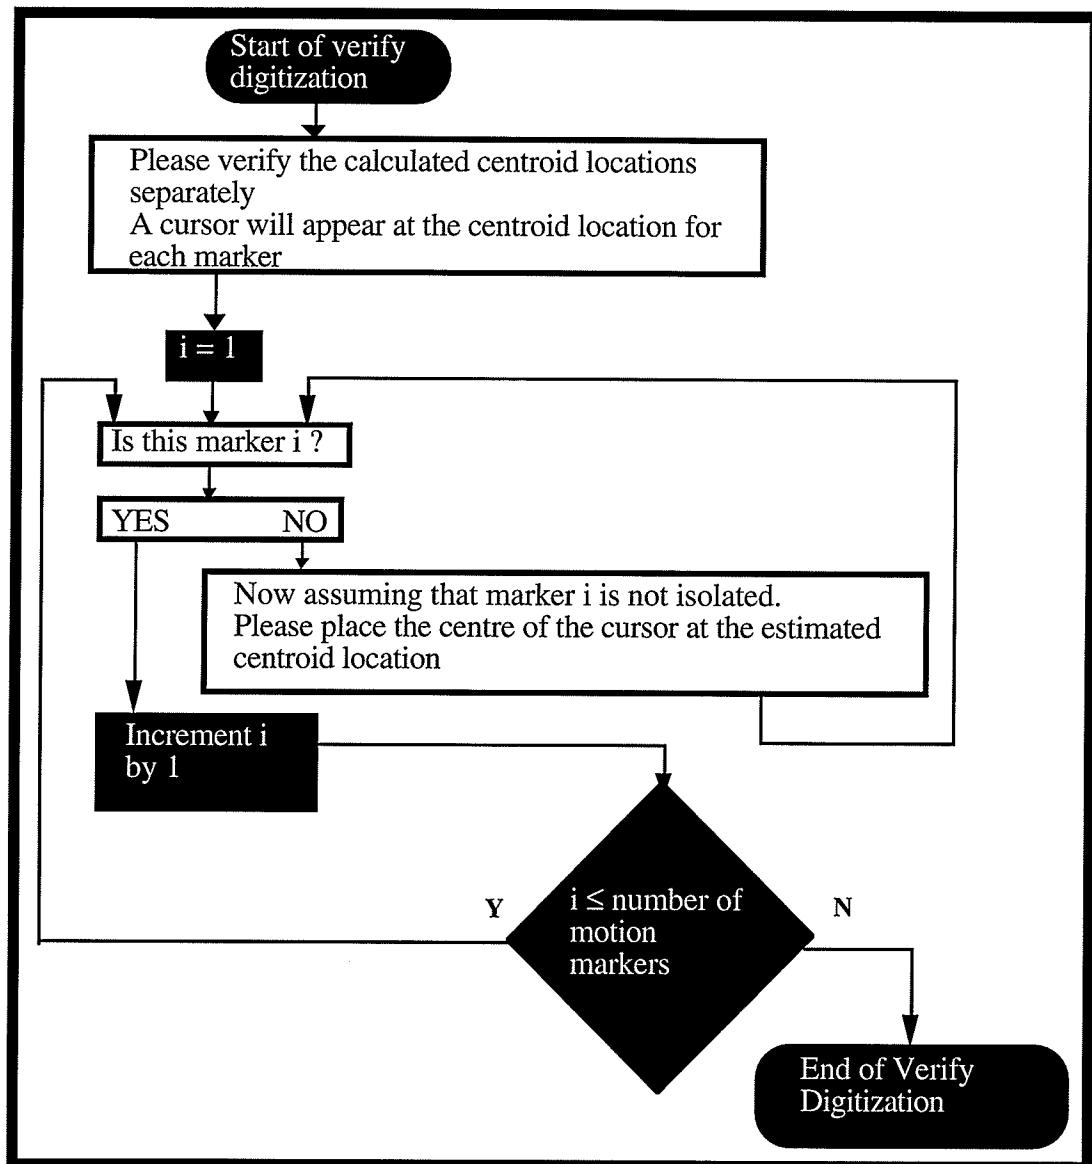 Start of verify
digitization
Please verify the calculated centroid locations
separately
A cursor will appear at the centroid location for
each marker
i = 1
Is this marker i ?
YES NO
Now assuming that marker i is not isolated.
Please place the centre of the cursor at the estimated
centroid location
Increment i
by 1
Y
i ≤ number of
motion
markers
N
End of Verify
Digitization